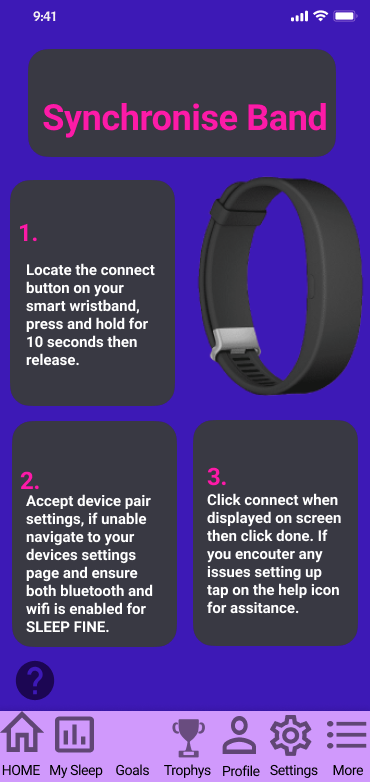 9:41
Synchronise Band
1.
Locate the connect
button on your
smart wristband,
press and hold for
10 seconds then
release.
2.
Accept device pair
settings, if unable
navigate to your
devices settings
page and ensure
both bluetooth and
wifi is enabled for
SLEEP FINE.
3.
Click connect when
displayed on screen
then click done. If
you encouter any
issues setting up
tap on the help icon
for assitance.
?
HOME My Sleep Goals Trophys Profile Settings More